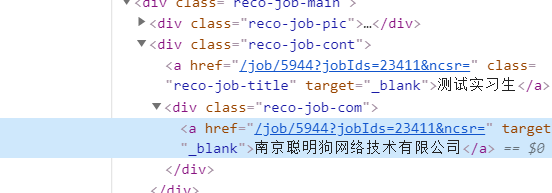 <div class="reco-job-main">
<div class="reco-job-pic">…</div>
<div class="reco-job-cont">
<a href="/job/5944?jobIds=23411&ncsr=" class=
"reco-job-title" target="_blank">测试实习生</a>
<div class="reco-job-com">
<a href="/job/5944?jobIds=23411&ncsr=" target=
"_blank">南京聪明狗网络技术有限公司</a> == $0
</div>
</div>